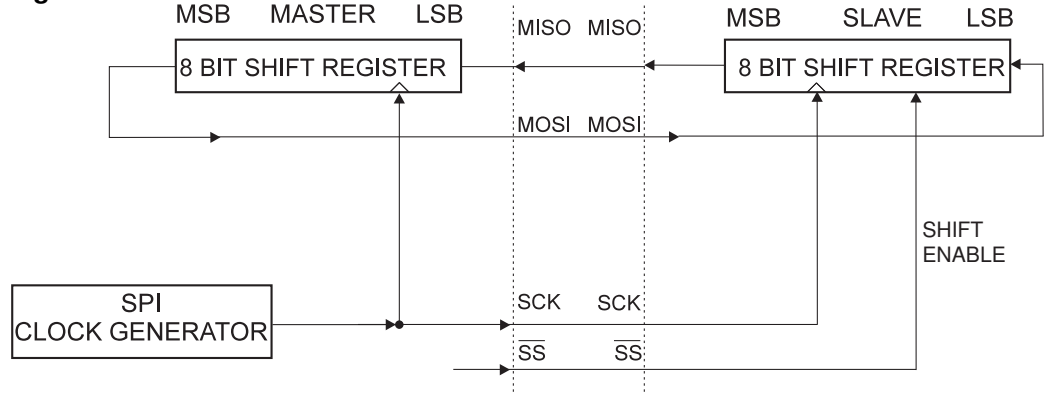 MSB MASTER LSB
MISO MISO
MSB SLAVE LSB
8 BIT SHIFT REGISTER
8 BIT SHIFT REGISTER
MOSI MOSI
SHIFT
ENABLE
SPI
CLOCK GENERATOR
SCK SCK
SS SS